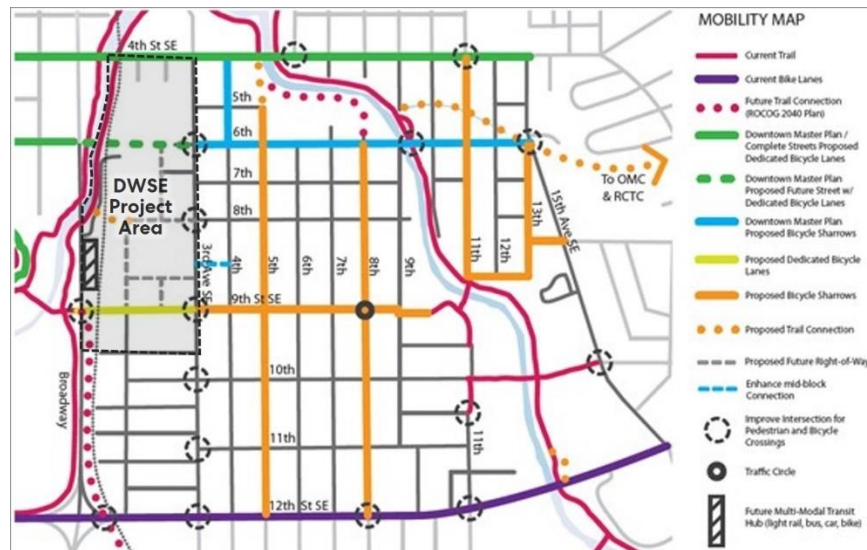 MOBILITY MAP
Current Trail
Current Bike Lanes
Future Trail Connection
(ROCOG 2040 Plan)
Downtown Master Plan /
Complete Streets Proposed
Dedicated Bicycle Lanes
Downtown Master Plan
Proposed Future Street w/
Dedicated Bicycle Lanes
Downtown Master Plan
Proposed Bicycle Sharrows
Proposed Dedicated Bicycle
Lanes
Proposed Bicycle Sharrows
Proposed Trail Connection
Proposed Future Right-of-Way
Enhance mid-block
Connection
Improve Intersection for
Pedestrian and Bicycle
Crossings
Traffic Circle
Future Multi-Modal Transit
Hub (light rail, bus, car, bike)
4th St SE
5th
6th
7th
8th
DWSE
Project
Area
To OMC
& RCTC
3rd Ave SE
4th
5th
6th
7th
8th
9th
11th
12th
13th
15th Ave SE
9th St SE
10th
11th
11th
Broadway
12th St SE